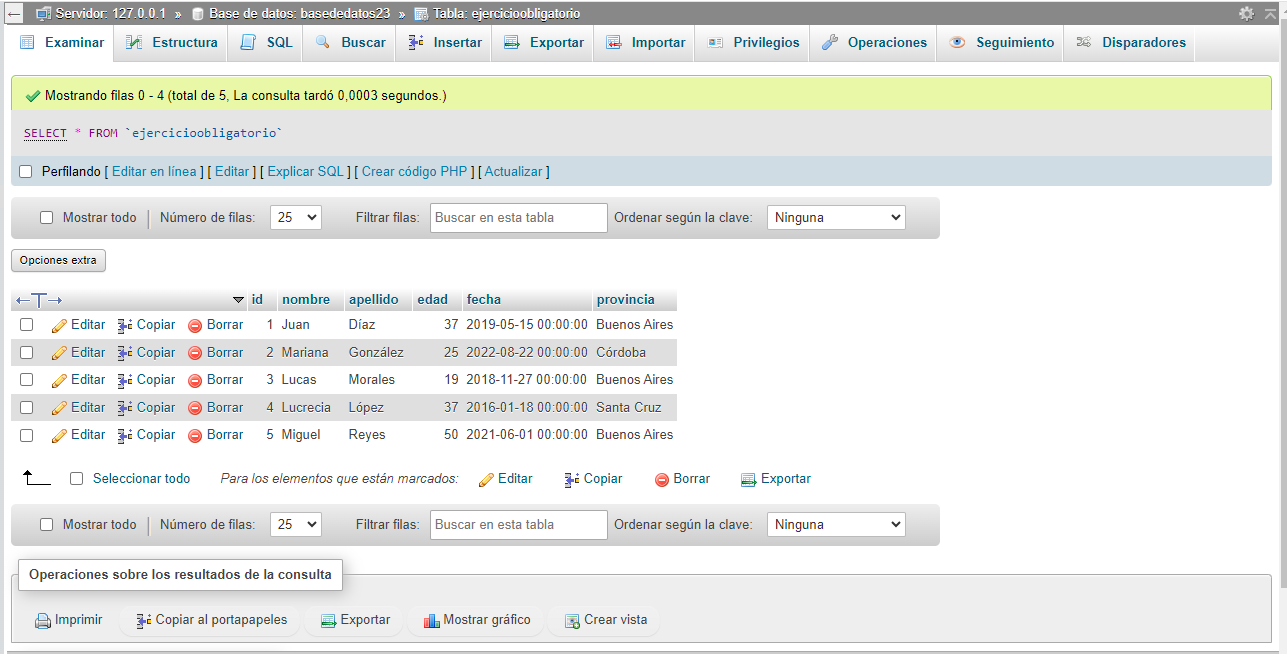 Servidor: 127.0.0.1 » Base de datos: basededatos23 » Tabla: ejercicioobligatorio
Examinar Estructura SQL Buscar Insertar Exportar Importar Privilegios Operaciones Seguimiento Disparadores
Mostrando filas 0 - 4 (total de 5, La consulta tardó 0,0003 segundos.)
SELECT * FROM `ejercicioobligatorio`
Perfilando [ Editar en línea ] [ Editar ] [ Explicar SQL ] [ Crear código PHP ] [ Actualizar ]
Mostrar todo | Número de filas: 25 Filtrar filas: Buscar en esta tabla Ordenar según la clave: Ninguna
Opciones extra
←T→ id nombre apellido edad fecha provincia
Editar Copiar Borrar 1 Juan Díaz 37 2019-05-15 00:00:00 Buenos Aires
Editar Copiar Borrar 2 Mariana González 25 2022-08-22 00:00:00 Córdoba
Editar Copiar Borrar 3 Lucas Morales 19 2018-11-27 00:00:00 Buenos Aires
Editar Copiar Borrar 4 Lucrecia López 37 2016-01-18 00:00:00 Santa Cruz
Editar Copiar Borrar 5 Miguel Reyes 50 2021-06-01 00:00:00 Buenos Aires
Seleccionar todo Para los elementos que están marcados: Editar Copiar Borrar Exportar
Mostrar todo | Número de filas: 25 Filtrar filas: Buscar en esta tabla Ordenar según la clave: Ninguna
Operaciones sobre los resultados de la consulta
Imprimir Copiar al portapapeles Exportar Mostrar gráfico Crear vista